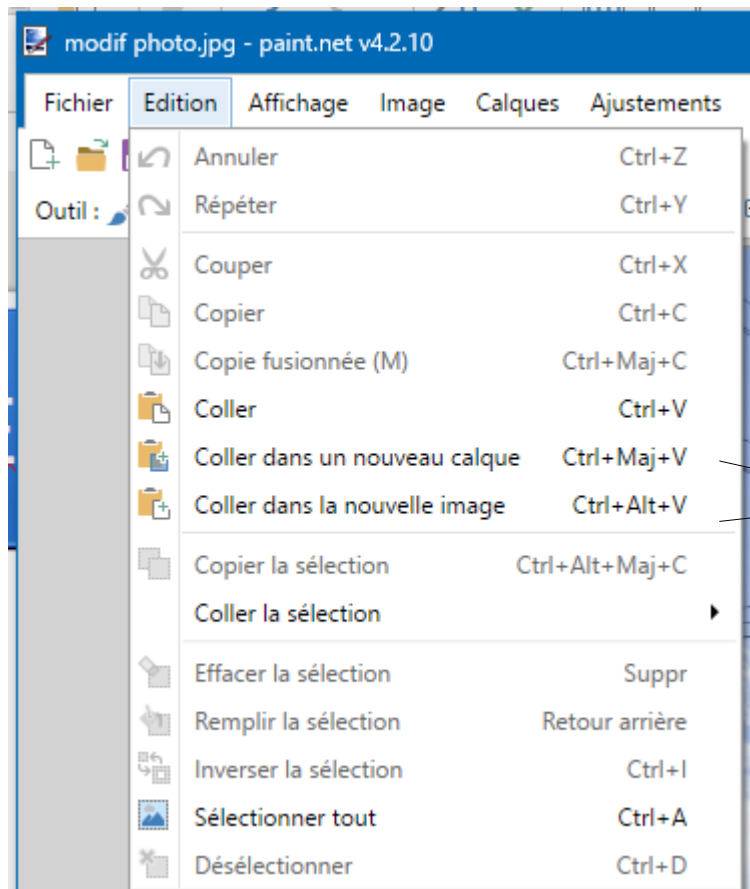 modif photo.jpg - paint.net v4.2.10
Fichier Edition Affichage Image Calques Ajustements
Annuler Ctrl+Z
Outil :
Répéter Ctrl+Y
Couper Ctrl+X
Copier Ctrl+C
Copie fusionnée (M) Ctrl+Maj+C
Coller Ctrl+V
Coller dans un nouveau calque Ctrl+Maj+V
Coller dans la nouvelle image Ctrl+Alt+V
Copier la sélection Ctrl+Alt+Maj+C
Coller la sélection
Effacer la sélection Suppr
Remplir la sélection Retour arrière
Inverser la sélection Ctrl+I
Sélectionner tout Ctrl+A
Désélectionner Ctrl+D